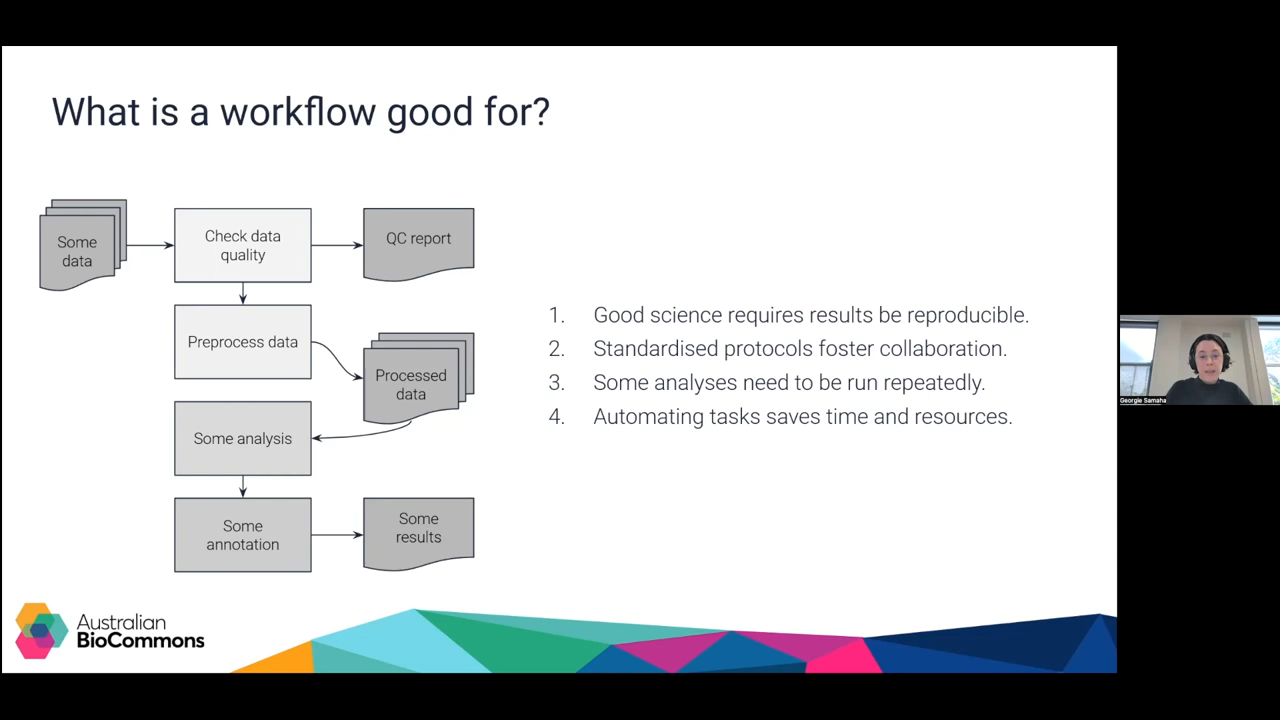 What is a workflow good for?
Some
data
Check data
quality
QC report
Preprocess data
Processed
data
Some analysis
Some
annotation
Some
results
1. Good science requires results be reproducible.
2. Standardised protocols foster collaboration.
3. Some analyses need to be run repeatedly.
4. Automating tasks saves time and resources.
Georgie Samaha
Australian
BioCommons